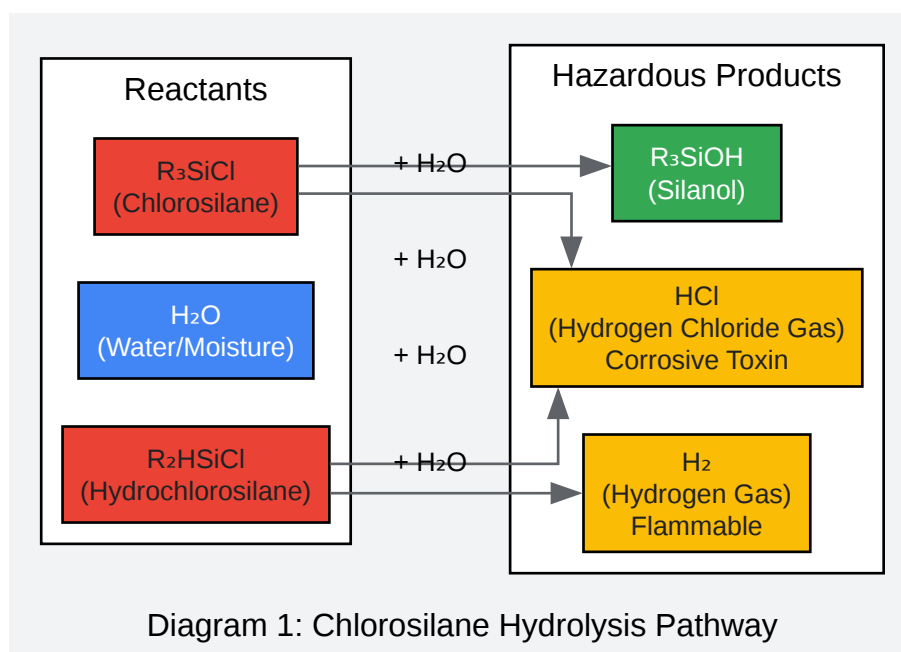 Reactants
R₃SiCl
(Chlorosilane)
H₂O
(Water/Moisture)
R₂HSiCl
(Hydrochlorosilane)
+ H₂O
+ H₂O
+ H₂O
+ H₂O
Hazardous Products
R₃SiOH
(Silanol)
HCl
(Hydrogen Chloride Gas)
Corrosive Toxin
H₂
(Hydrogen Gas)
Flammable
Diagram 1: Chlorosilane Hydrolysis Pathway